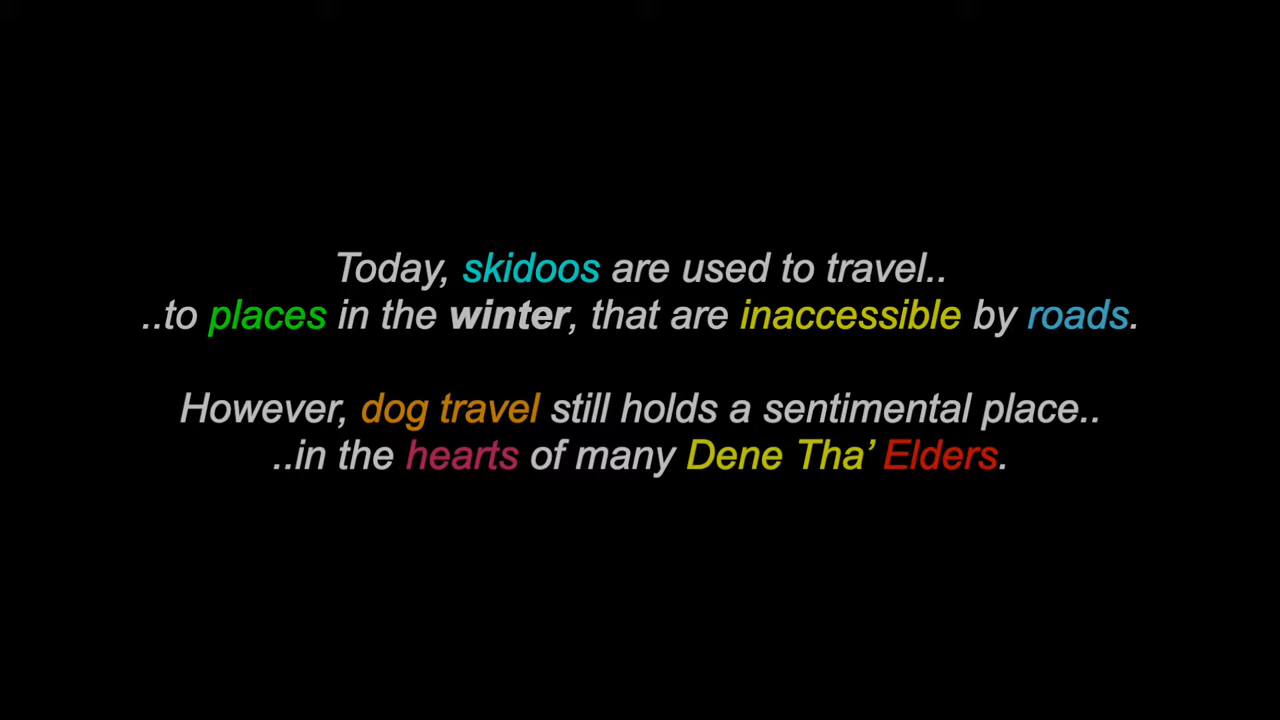 Today, skidoos are used to travel..
..to places in the winter, that are inaccessible by roads.
However, dog travel still holds a sentimental place..
..in the hearts of many Dene Tha’ Elders.